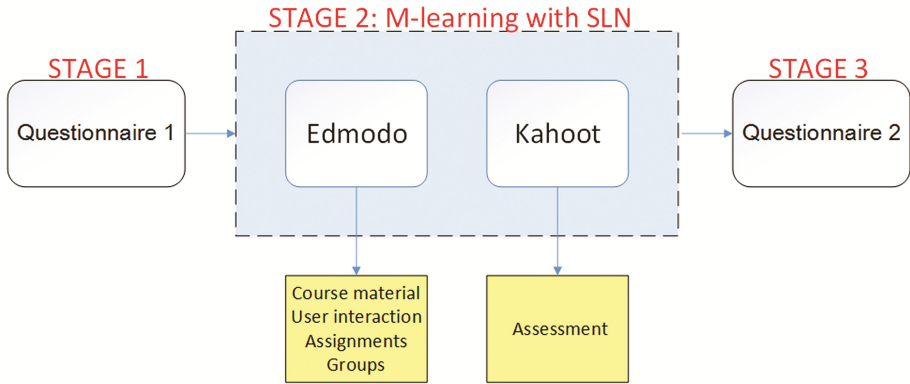 STAGE 2: M-learning with SLN
STAGE 1
Questionnaire 1
Edmodo
Kahoot
STAGE 3
Questionnaire 2
Course material
User interaction
Assignments
Groups
Assessment